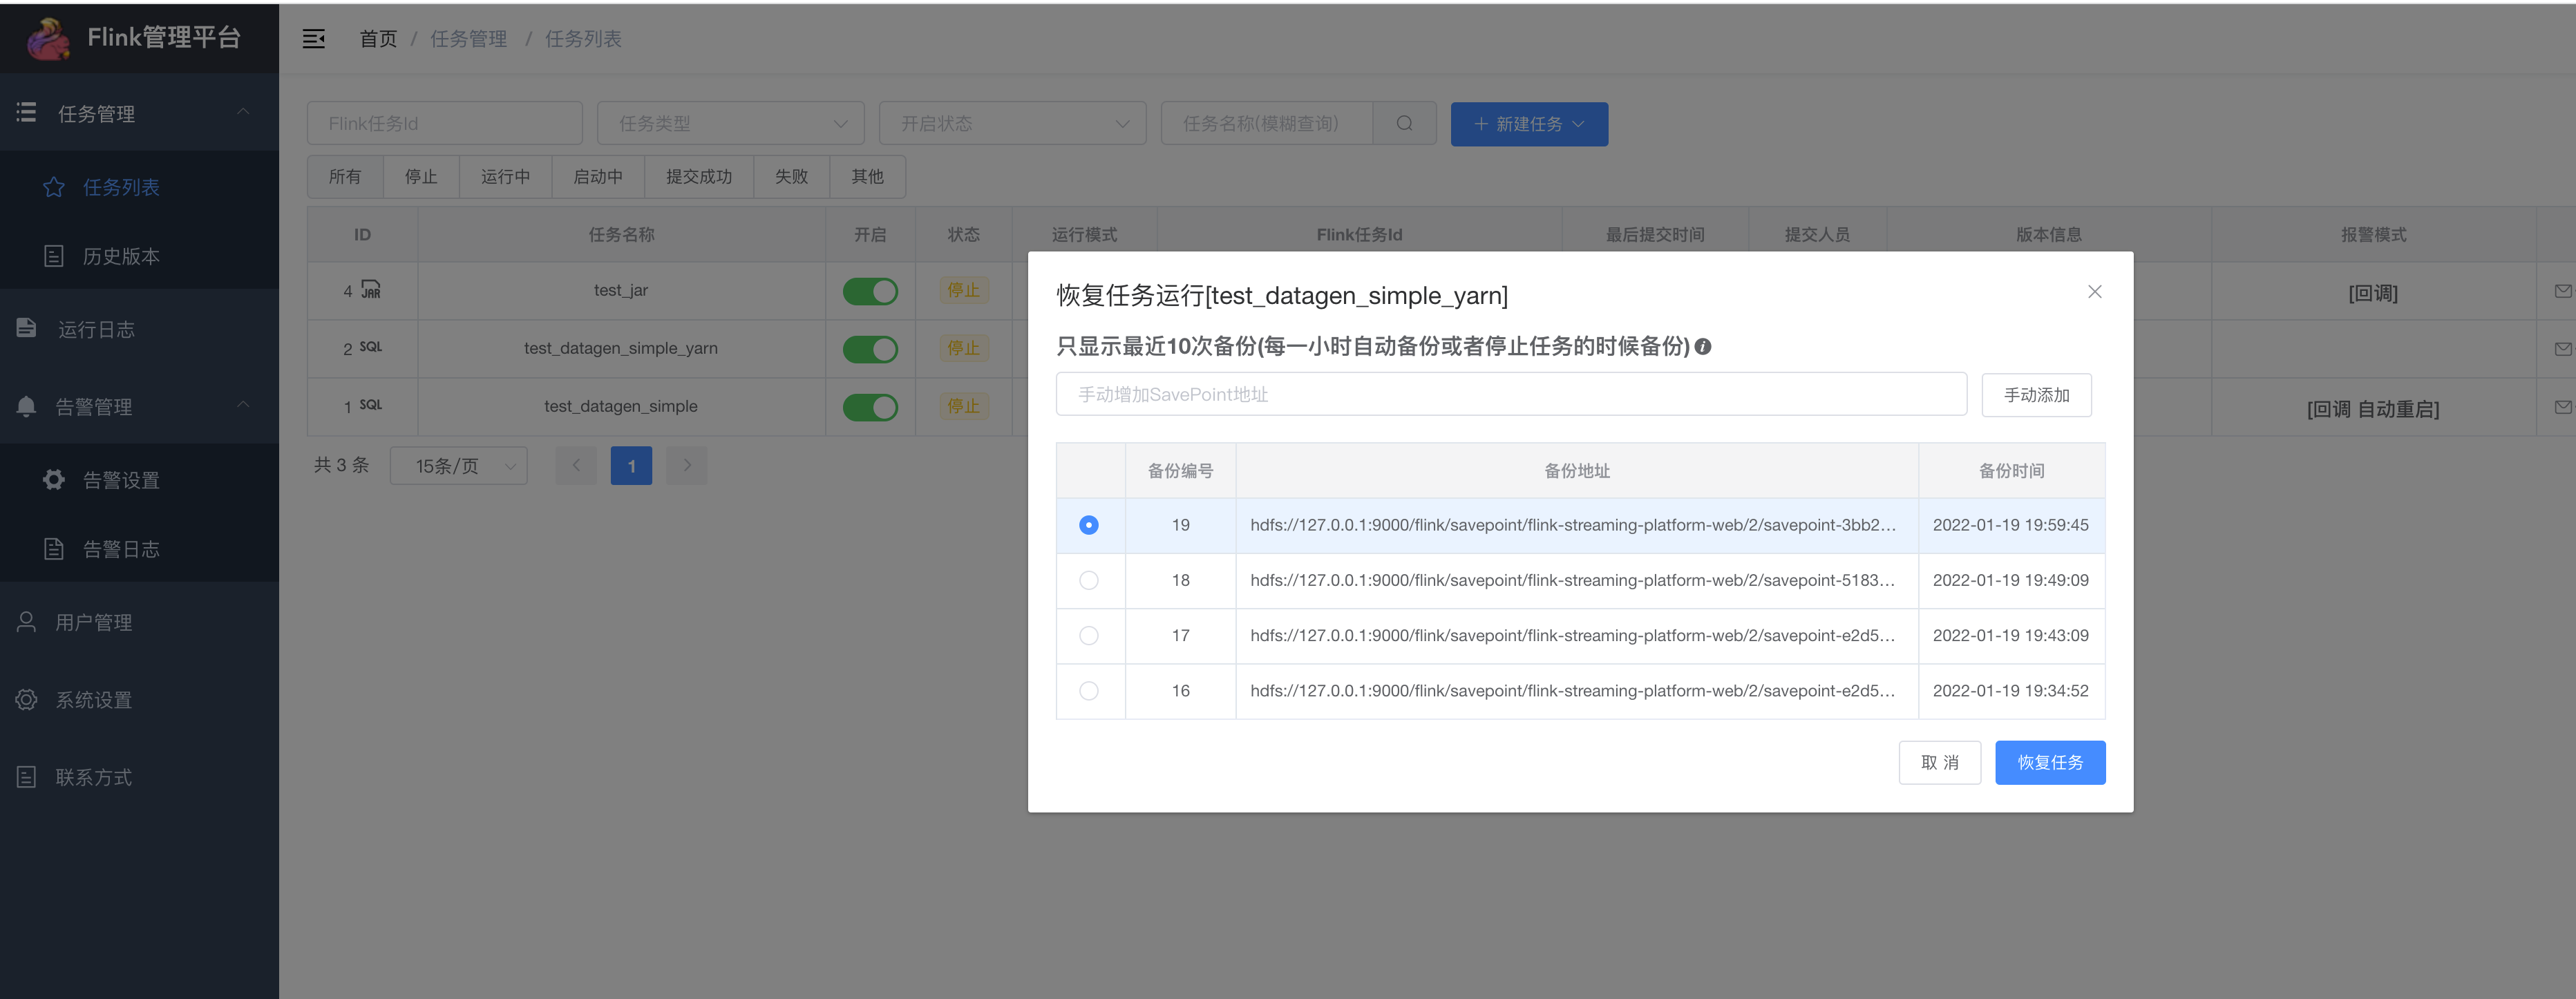 Flink管理平台
首页 / 任务管理 / 任务列表
任务管理
任务列表
历史版本
运行日志
告警管理
告警设置
告警日志
用户管理
系统设置
联系方式
Flink任务Id 任务类型 开启状态 任务名称(模糊查询) 新建任务
所有 停止 运行中 启动中 提交成功 失败 其他
ID 任务名称 开启 状态 运行模式 Flink任务Id 最后提交时间 提交人员 版本信息 报警模式
4 JAR test_jar 停止 [回调]
2 SQL test_datagen_simple_yarn 停止
1 SQL test_datagen_simple 停止 [回调 自动重启]
共 3 条 15条/页 1
恢复任务运行[test_datagen_simple_yarn]
只显示最近10次备份(每一小时自动备份或者停止任务的时候备份)
手动增加SavePoint地址 手动添加
备份编号 备份地址 备份时间
19 hdfs://127.0.0.1:9000/flink/savepoint/flink-streaming-platform-web/2/savepoint-3bb2... 2022-01-19 19:59:45
18 hdfs://127.0.0.1:9000/flink/savepoint/flink-streaming-platform-web/2/savepoint-5183... 2022-01-19 19:49:09
17 hdfs://127.0.0.1:9000/flink/savepoint/flink-streaming-platform-web/2/savepoint-e2d5... 2022-01-19 19:43:09
16 hdfs://127.0.0.1:9000/flink/savepoint/flink-streaming-platform-web/2/savepoint-e2d5... 2022-01-19 19:34:52
取 消 恢复任务